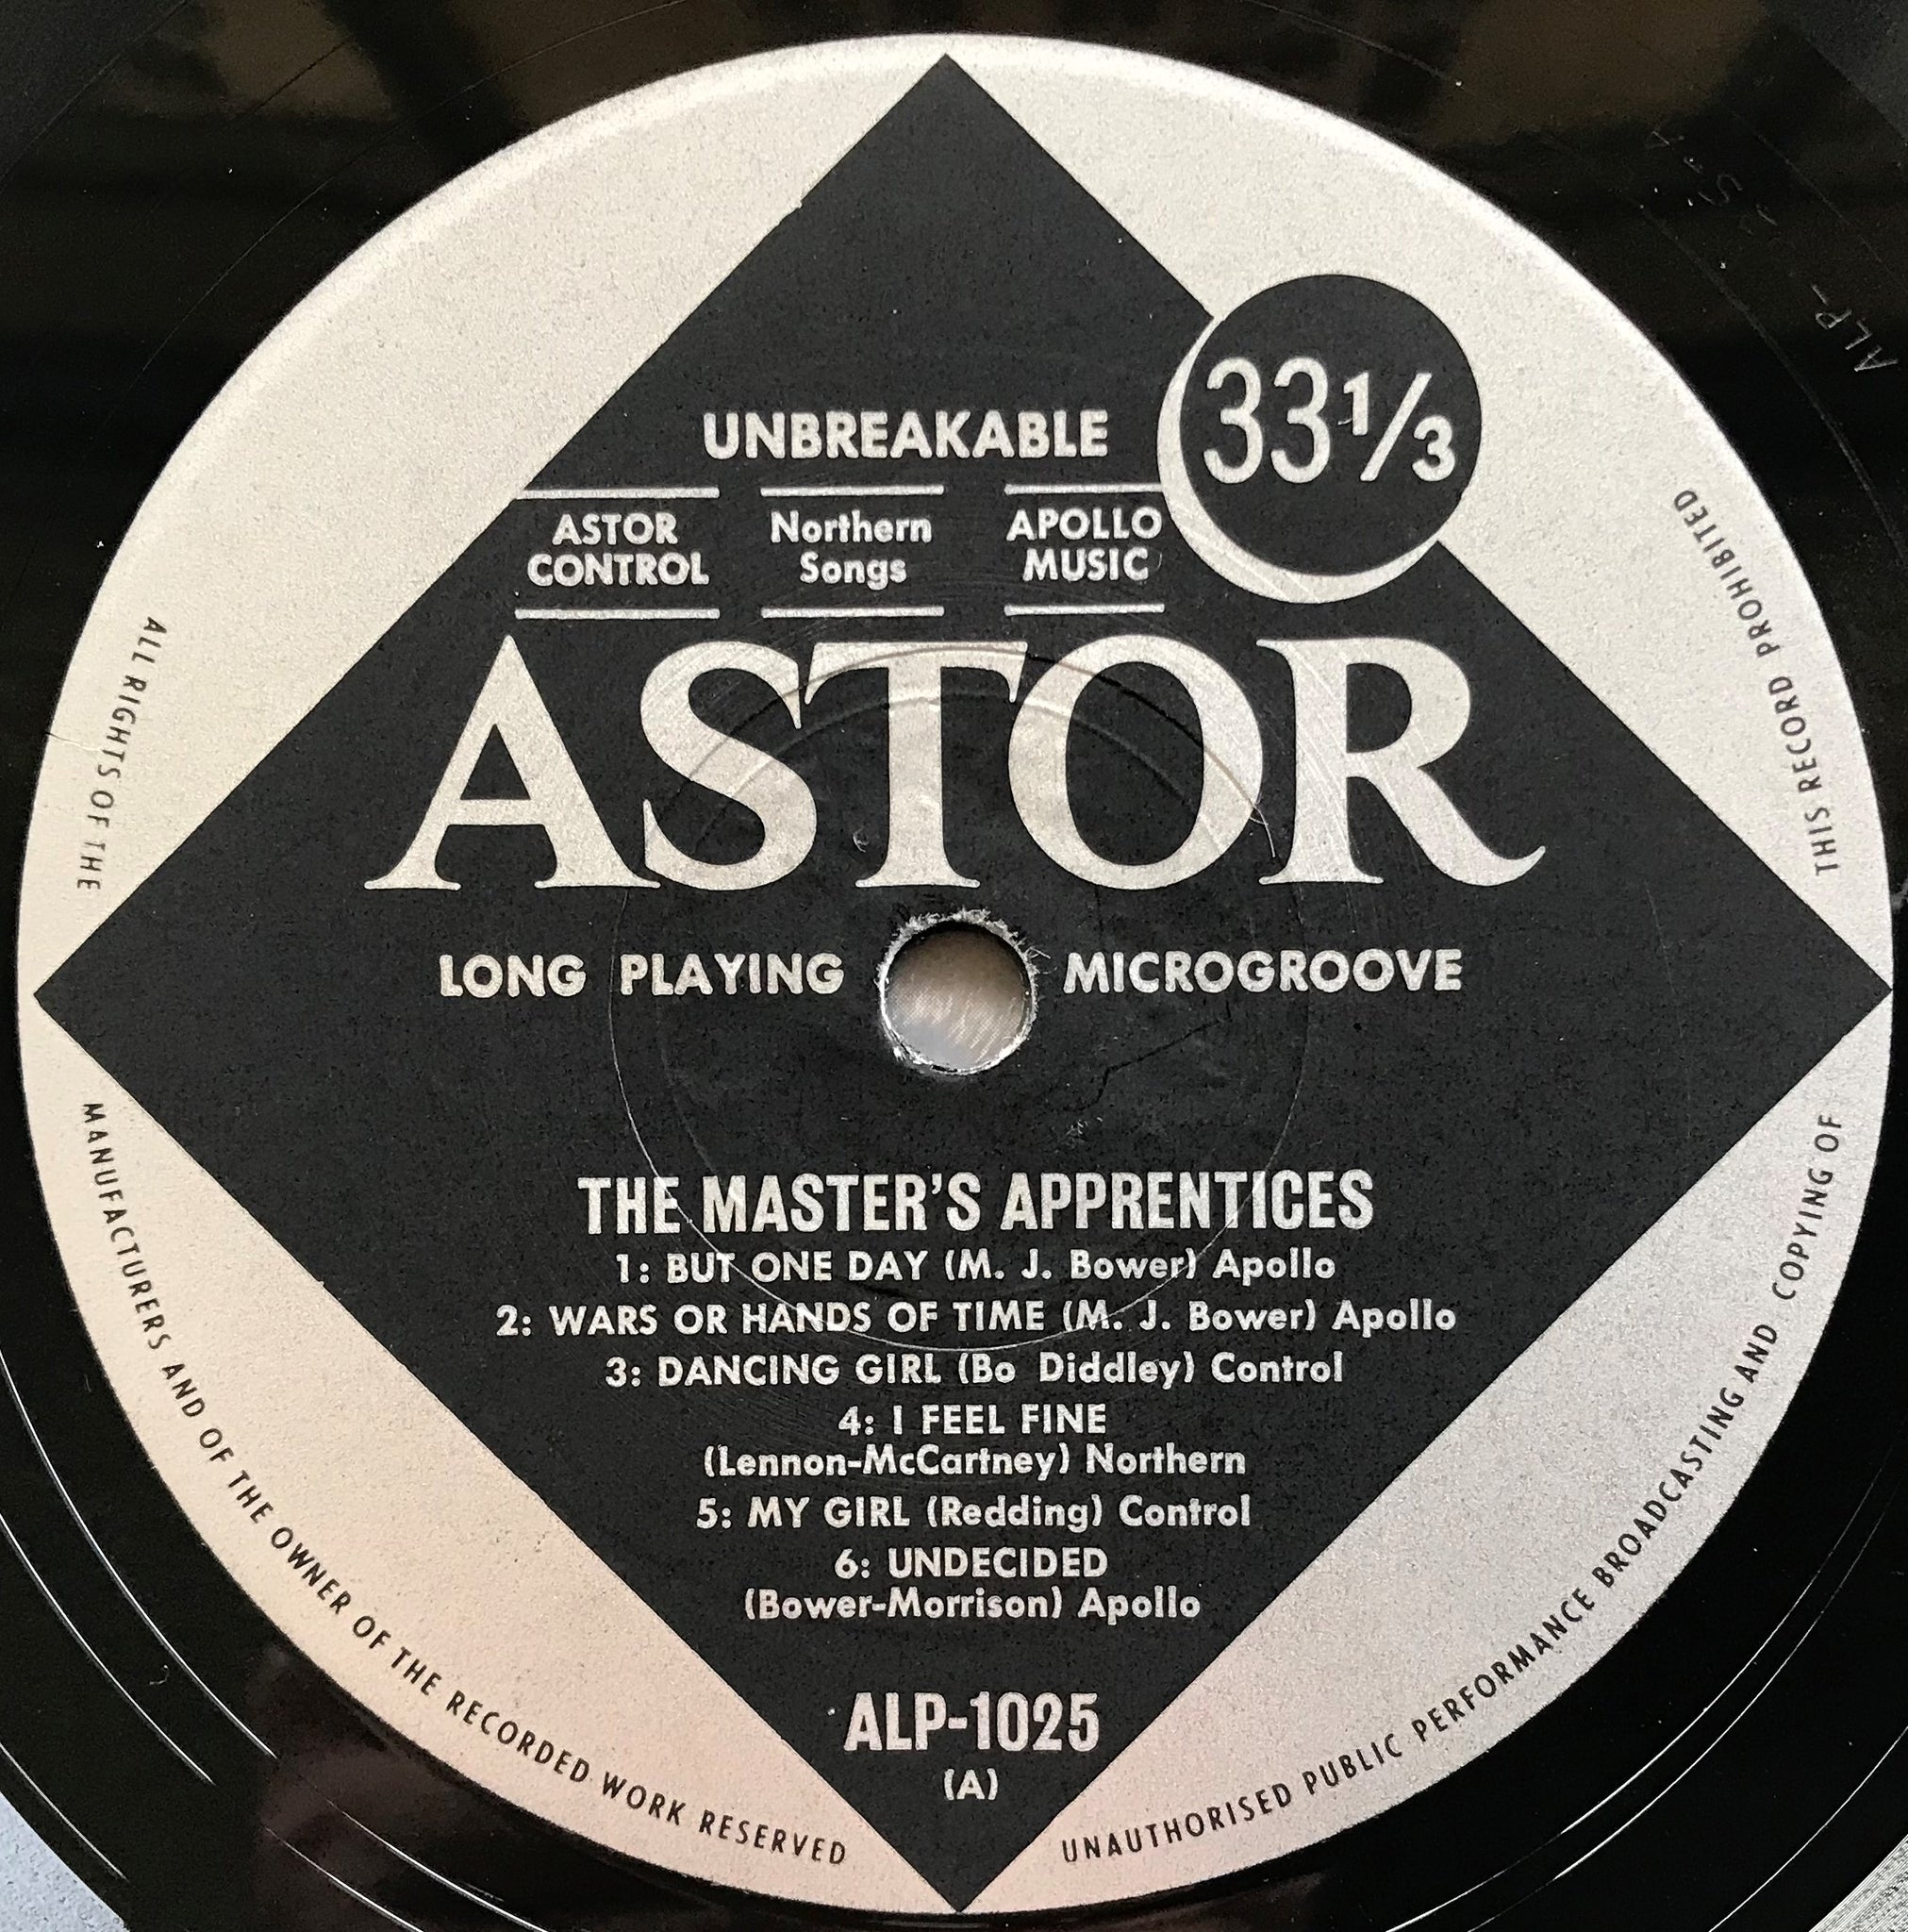 UNBREAKABLE
33⅓
ASTOR CONTROL
Northern Songs
APOLLO MUSIC
ASTOR
LONG PLAYING MICROGROOVE
THE MASTER'S APPRENTICES
1: BUT ONE DAY (M. J. Bower) Apollo
2: WARS OR HANDS OF TIME (M. J. Bower) Apollo
3: DANCING GIRL (Bo Diddley) Control
4: I FEEL FINE
(Lennon-McCartney) Northern
5: MY GIRL (Redding) Control
6: UNDECIDED
(Bower-Morrison) Apollo
ALP-1025
(A)
ALL RIGHTS OF THE MANUFACTURERS AND OF THE OWNER OF THE RECORDED WORK RESERVED
UNAUTHORISED PUBLIC PERFORMANCE BROADCASTING AND COPYING OF THIS RECORD PROHIBITED
ALP-